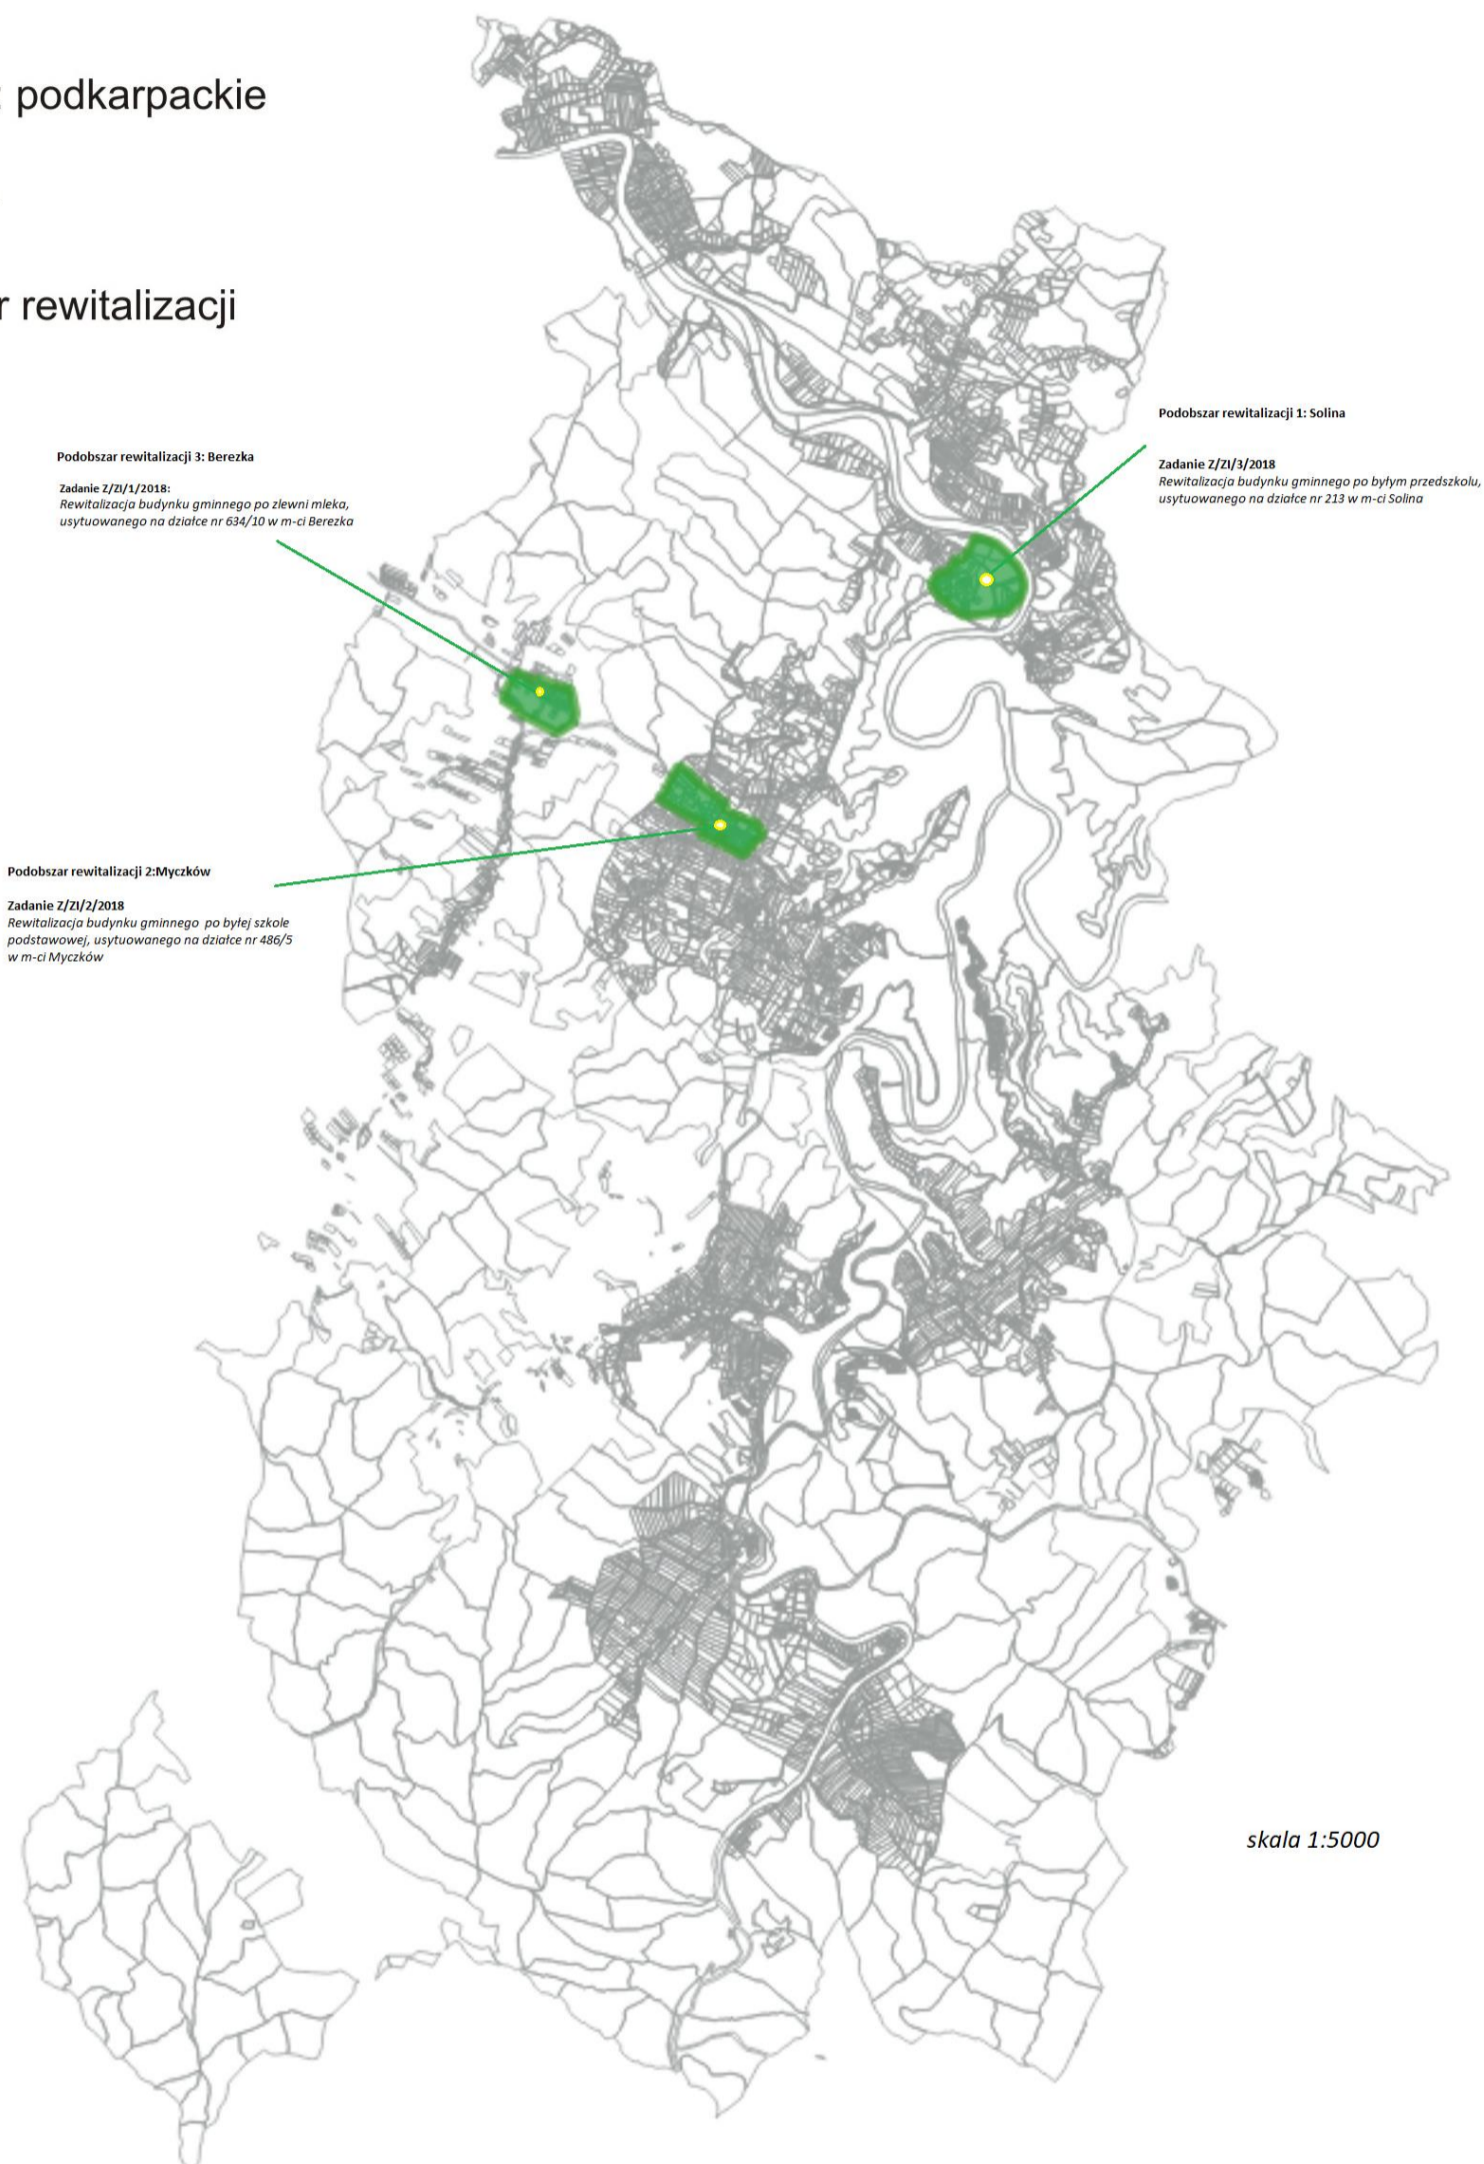 podkarpackie
rewitalizacji
Podobszar rewitalizacji 1: Solina
Zadanie Z/ZI/3/2018
Rewitalizacja budynku gminnego po byłym przedszkolu,
usytuowanego na działce nr 213 w m-ci Solina
Podobszar rewitalizacji 3: Berezka
Zadanie Z/ZI/1/2018:
Rewitalizacja budynku gminnego po zlewni mleka,
usytuowanego na działce nr 634/10 w m-ci Berezka
Podobszar rewitalizacji 2:Myczków
Zadanie Z/ZI/2/2018
Rewitalizacja budynku gminnego po byłej szkole
podstawowej, usytuowanego na działce nr 486/5
w m-ci Myczków
skala 1:5000